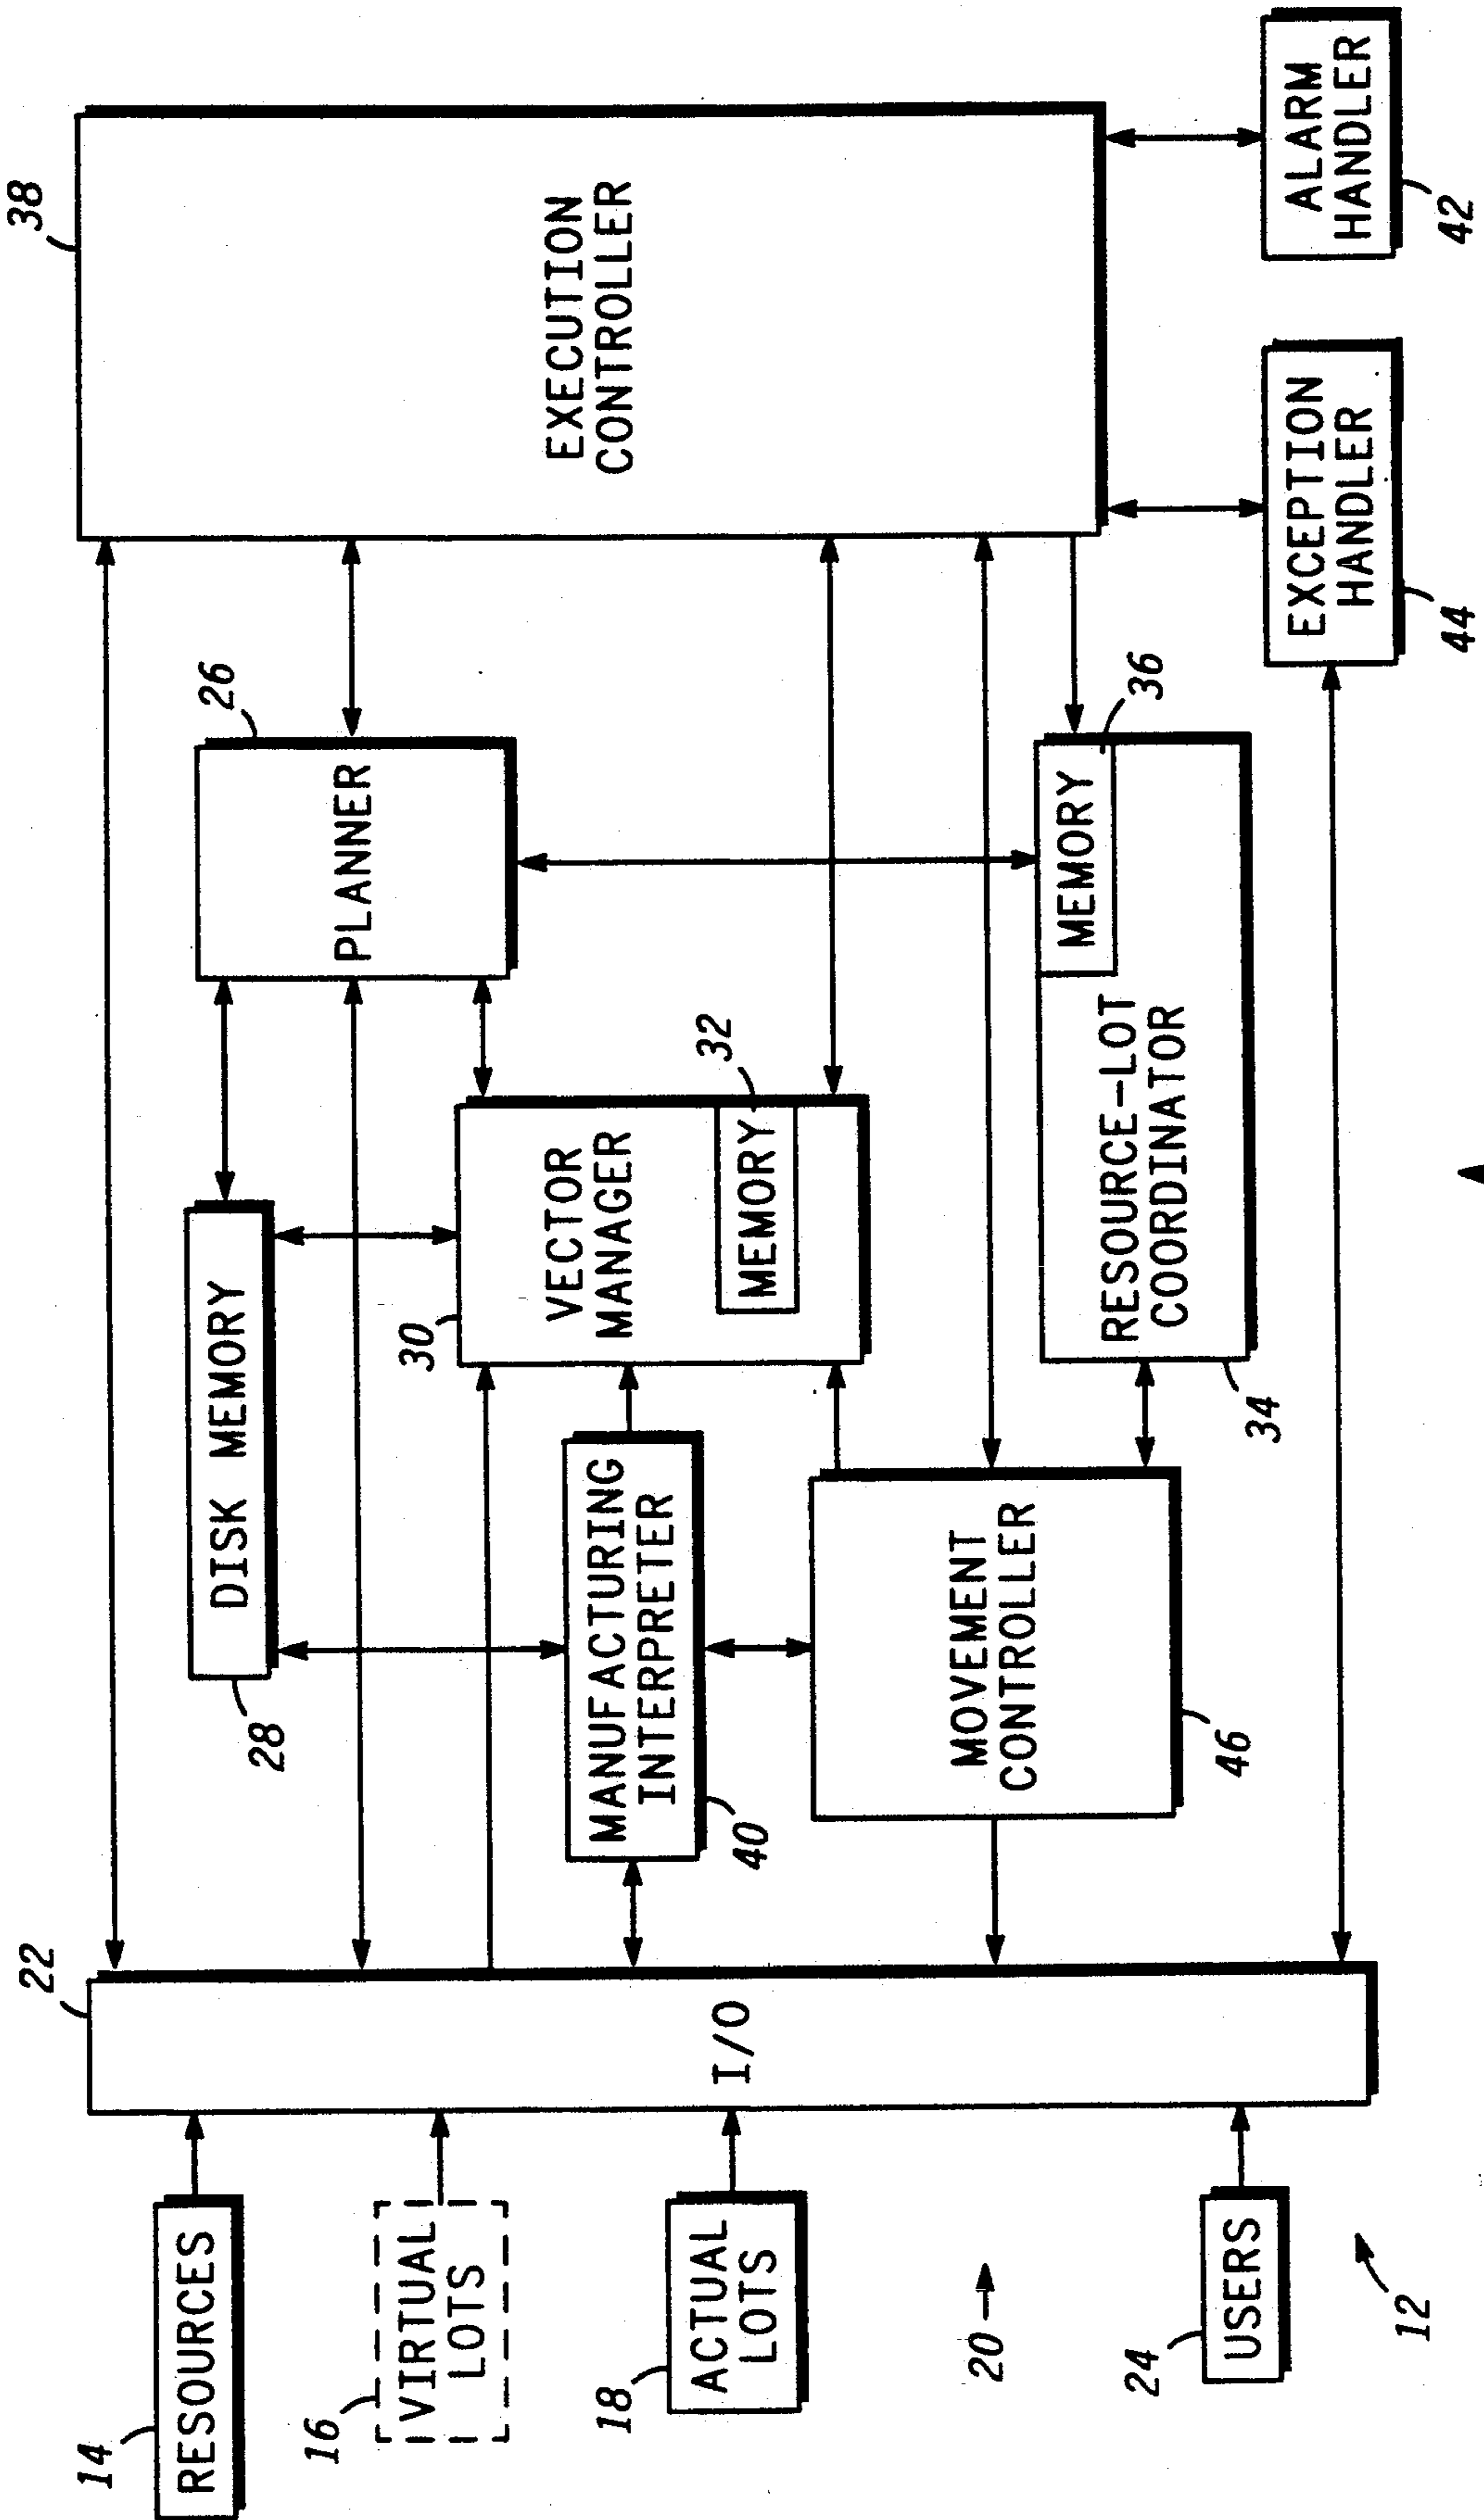 38
EXECUTION
CONTROLLER
26
PLANNER
36
MEMORY
32
VECTOR
MANAGER
MEMORY
30
RESOURCE-LOT
COORDINATOR
34
DISK MEMORY
28
MANUFACTURING
INTERPRETER
40
MOVEMENT
CONTROLLER
46
ALARM
HANDLER
42
EXCEPTION
HANDLER
44
22
I/O
14
RESOURCES
16
VIRTUAL
LOTS
18
ACTUAL
LOTS
20
24
USERS
12